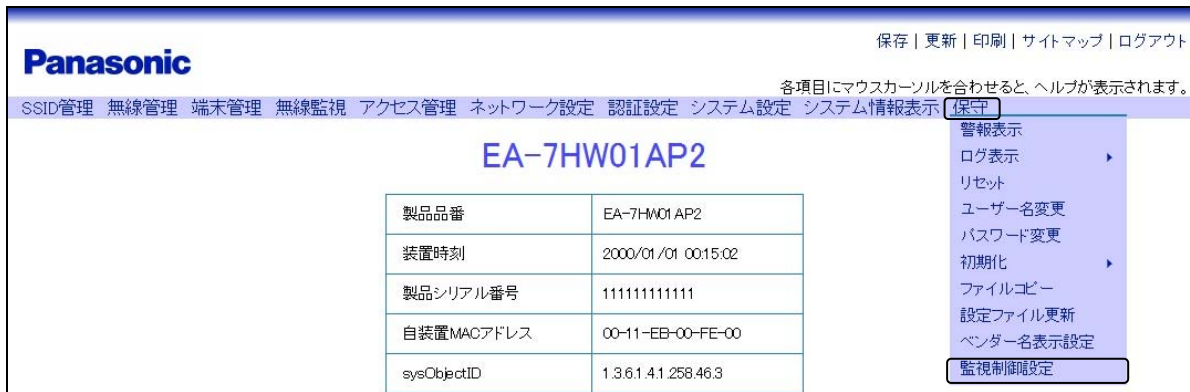 保存 | 更新 | 印刷 | サイトマップ | ログアウト
Panasonic
各項目にマウスカーソルを合わせると、ヘルプが表示されます。
SSID管理 無線管理 端末管理 無線監視 アクセス管理 ネットワーク設定 認証設定 システム設定 システム情報表示 保守
警報表示
ログ表示
リセット
ユーザー名変更
パスワード変更
初期化
ファイルコピー
設定ファイル更新
ベンダー名表示設定
監視制御設定
EA-7HW01AP2
製品品番 EA-7HW01AP2
装置時刻 2000/01/01 00:15:02
製品シリアル番号 111111111111
自装置MACアドレス 00-11-EB-00-FE-00
sysObjectID 1.3.6.1.4.1.258.46.3